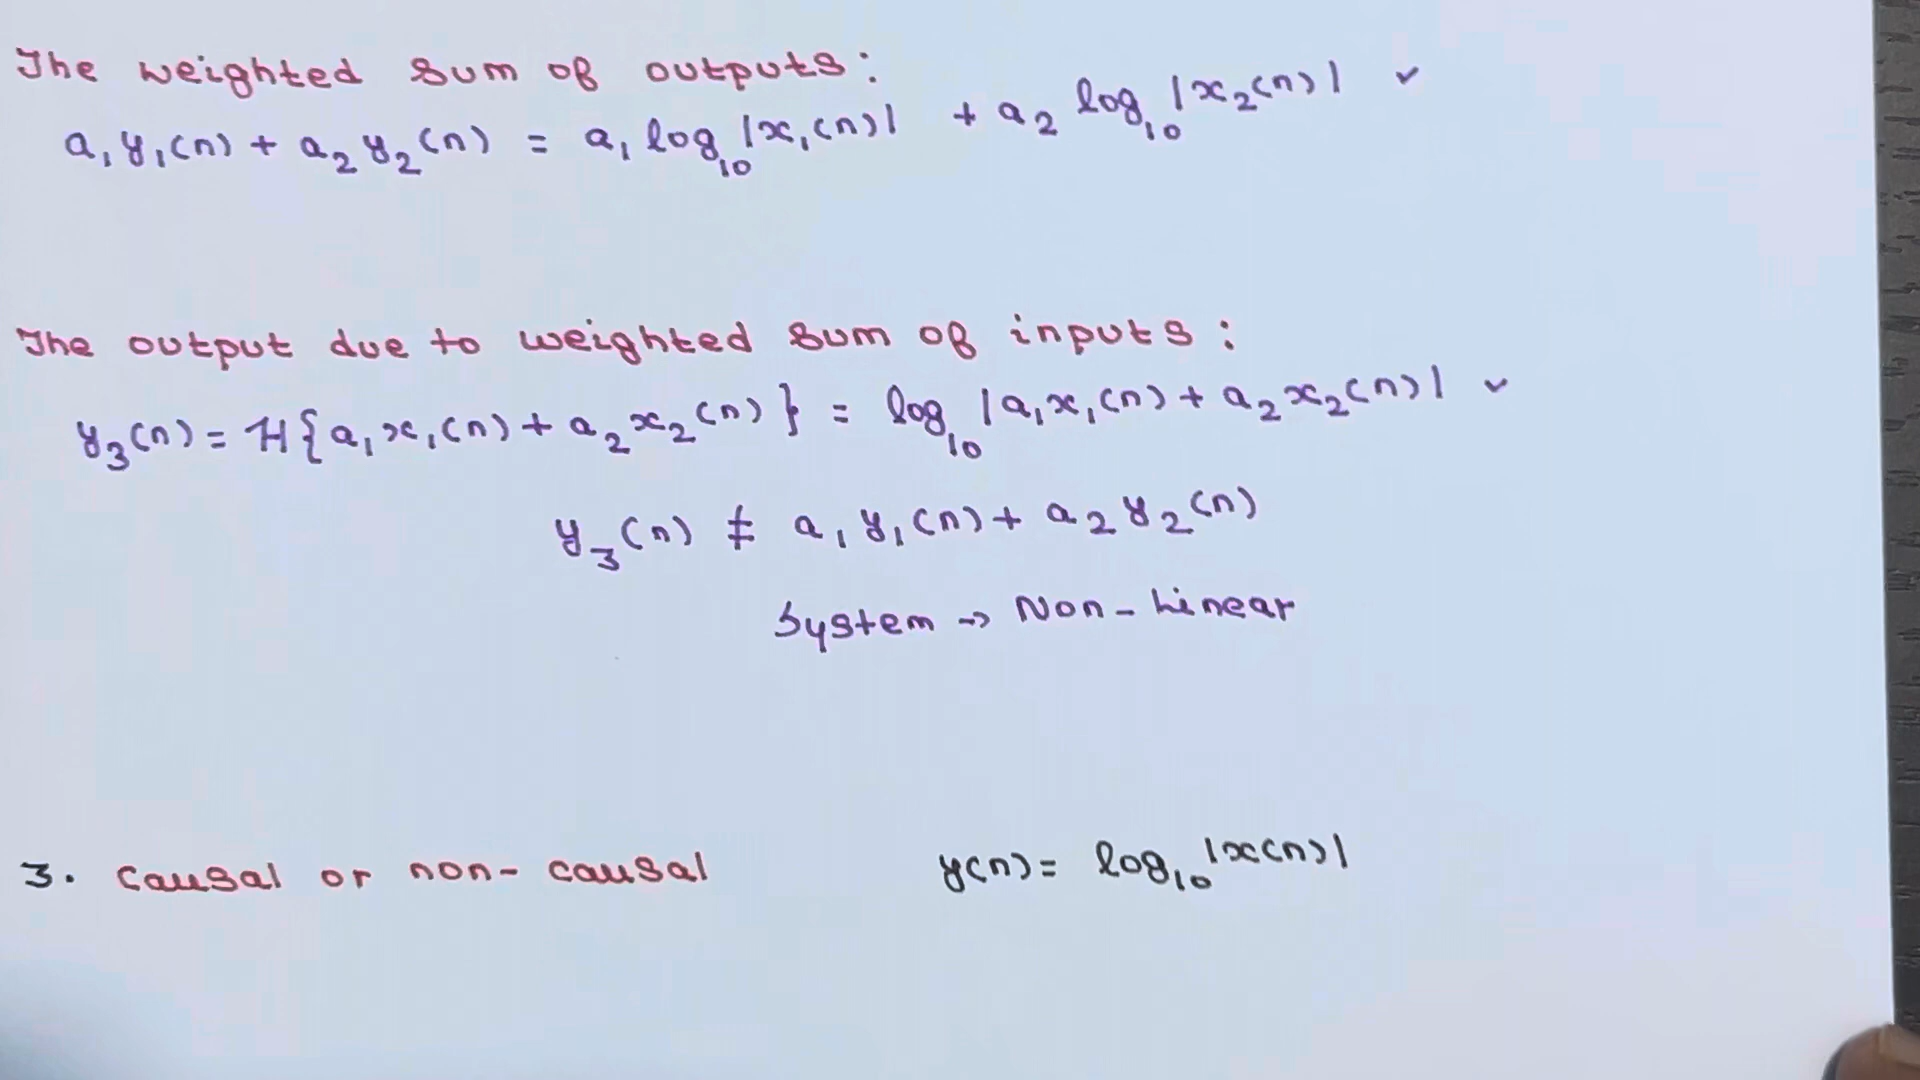 The weighted sum of outputs:
a₁y₁(n) + a₂y₂(n) = a₁ log₁₀|x₁(n)| + a₂ log₁₀|x₂(n)| ✓
The output due to weighted sum of inputs:
y₃(n) = H{a₁x₁(n) + a₂x₂(n)} = log₁₀|a₁x₁(n) + a₂x₂(n)| ✓
y₃(n) ≠ a₁y₁(n) + a₂y₂(n)
System → Non-Linear
3. Causal or non-causal y(n) = log₁₀|x(n)|